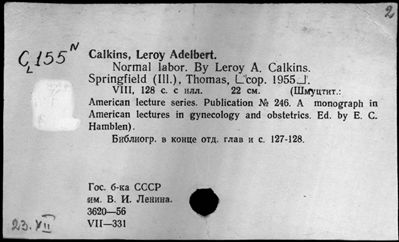 2
C L 155 N
Calkins, Leroy Adelbert.
Normal labor. By Leroy A. Calkins.
Springfield (Ill.), Thomas, [cop. 1955].
VIII, 128 с. с илл. 22 см. (Шмуцтит.:
American lecture series. Publication № 246. A monograph in
American lectures in gynecology and obstetrics. Ed. by E. C.
Hamblen).
Библиогр. в конце отд. глав и с. 127-128.
Гос. б-ка СССР
им. В. И. Ленина.
3620—56
VII—331
23.XII